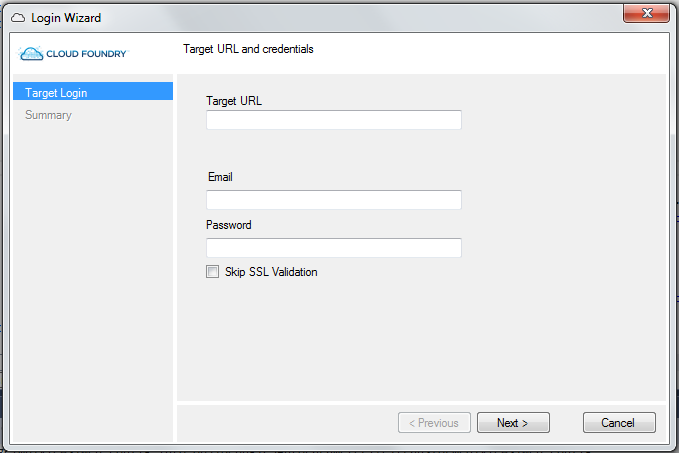 Login Wizard
CLOUD FOUNDRY
Target URL and credentials
Target Login
Summary
Target URL
Email
Password
Skip SSL Validation
< Previous
Next >
Cancel